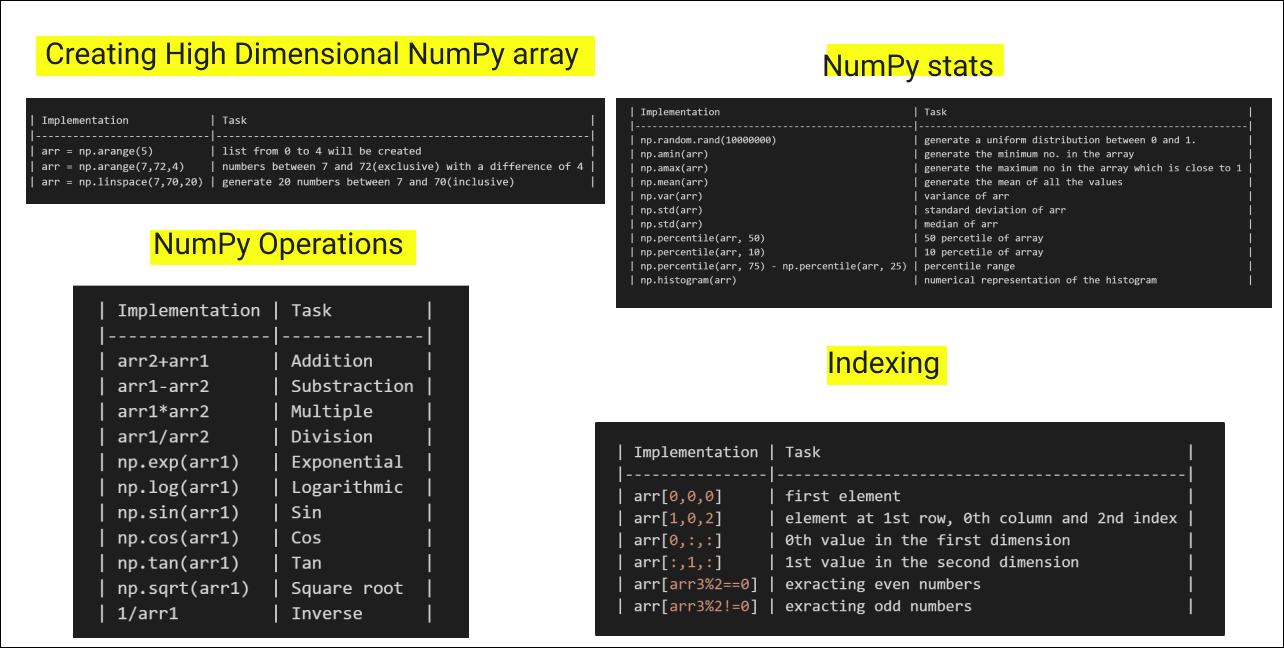 Creating High Dimensional NumPy array
| Implementation | Task |
|---------------------------|----------------------------------------------------------|
| arr = np.arange(5) | list from 0 to 4 will be created |
| arr = np.arange(7,72,4) | numbers between 7 and 72(exclusive) with a difference of 4 |
| arr = np.linspace(7,70,20) | generate 20 numbers between 7 and 70(inclusive) |
NumPy Operations
| Implementation | Task |
|----------------|--------------|
| arr2+arr1 | Addition |
| arr1-arr2 | Substraction |
| arr1*arr2 | Multiple |
| arr1/arr2 | Division |
| np.exp(arr1) | Exponential |
| np.log(arr1) | Logarithmic |
| np.sin(arr1) | Sin |
| np.cos(arr1) | Cos |
| np.tan(arr1) | Tan |
| np.sqrt(arr1) | Square root |
| 1/arr1 | Inverse |
NumPy stats
| Implementation | Task |
|--------------------------------------------|----------------------------------------------------|
| np.random.rand(10000000) | generate a uniform distribution between 0 and 1. |
| np.amin(arr) | generate the minimum no. in the array |
| np.amax(arr) | generate the maximum no in the array which is close to 1 |
| np.mean(arr) | generate the mean of all the values |
| np.var(arr) | variance of arr |
| np.std(arr) | standard deviation of arr |
| np.std(arr) | median of arr |
| np.percentile(arr, 50) | 50 percetile of array |
| np.percentile(arr, 10) | 10 percetile of array |
| np.percentile(arr, 75) - np.percentile(arr, 25) | percentile range |
| np.histogram(arr) | numerical representation of the histogram |
Indexing
| Implementation | Task |
|----------------|--------------------------------------------|
| arr[0,0,0] | first element |
| arr[1,0,2] | element at 1st row, 0th column and 2nd index |
| arr[0,:,:] | 0th value in the first dimension |
| arr[:,1,:] | 1st value in the second dimension |
| arr[arr3%2==0] | exracting even numbers |
| arr[arr3%2!=0] | exracting odd numbers |